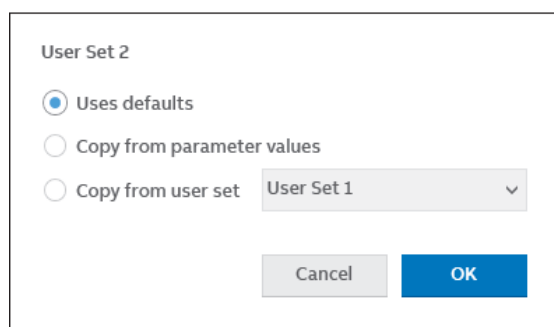 User Set 2
Uses defaults
Copy from parameter values
Copy from user set User Set 1
Cancel OK